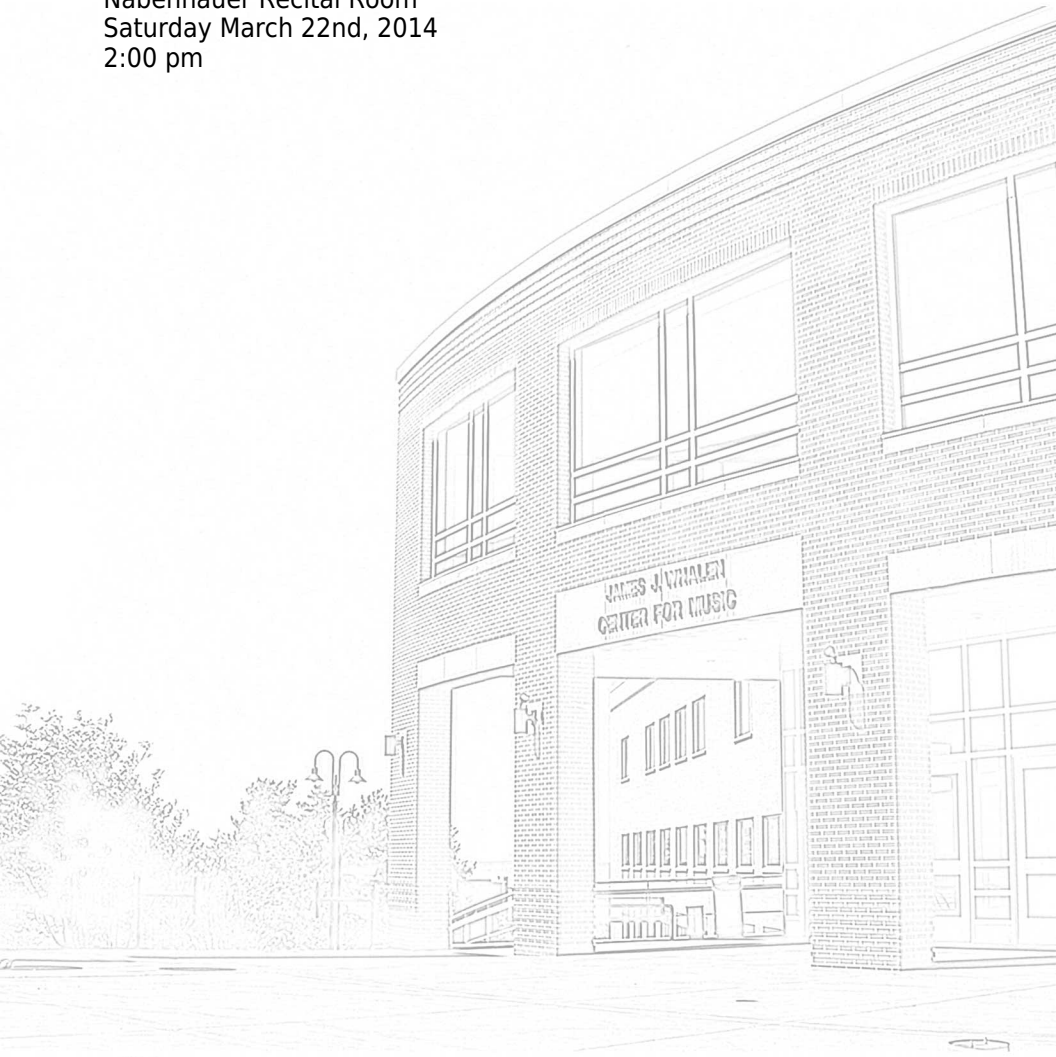 Nabenhauer Recital Room
Saturday March 22nd, 2014
2:00 pm
JAMES J. WHALEN
CENTER FOR MUSIC